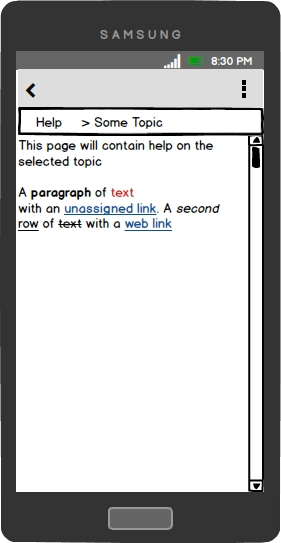 SAMSUNG
8:30 PM
Help > Some Topic
This page will contain help on the
selected topic
A paragraph of text
with an unassigned link. A second
row of text with a web link